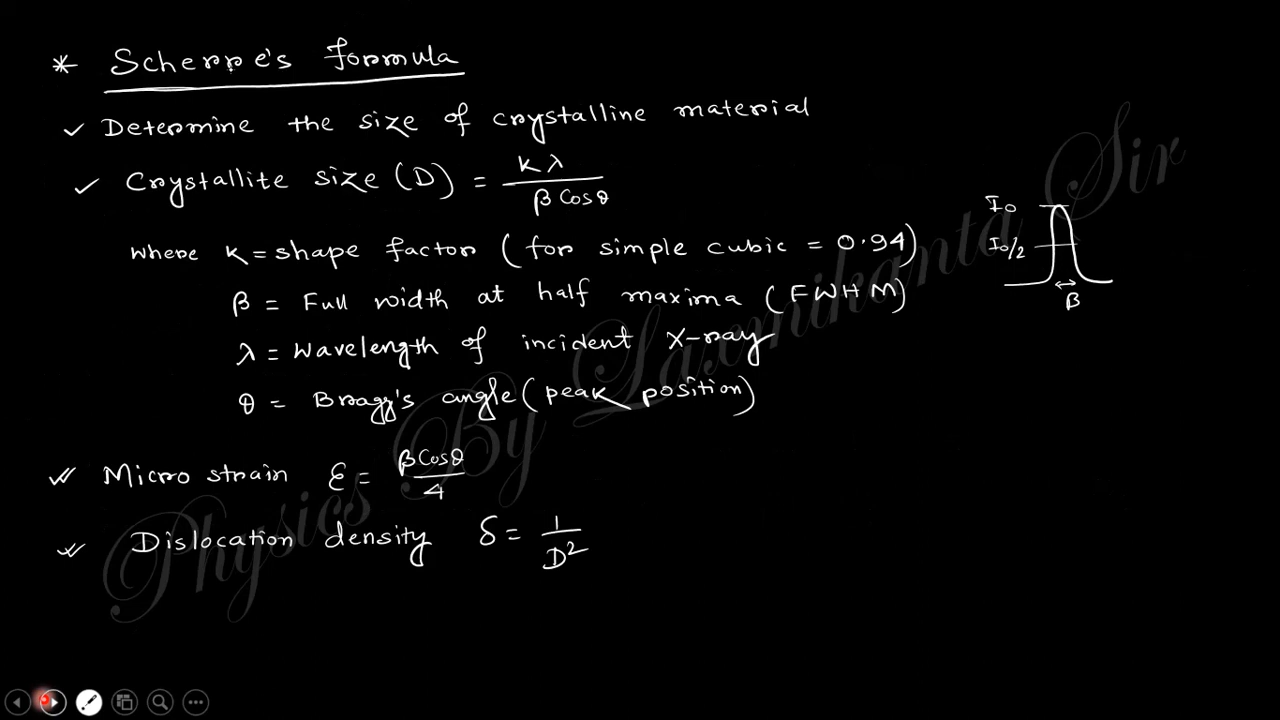 * Scherre's formula
✓ Determine the size of crystalline material
✓ Crystallite size (D) = Kλ / β Cosθ
Where K = shape factor (for simple cubic = 0.94)
β = Full width at half maxima (FWHM)
λ = Wavelength of incident X-ray
θ = Bragg's angle (peak position)
I₀
I₀/2
β
✓ Micro strain ε = βCosθ / 4
✓ Dislocation density δ = 1 / D²
Physics By Laxmikanta Sir